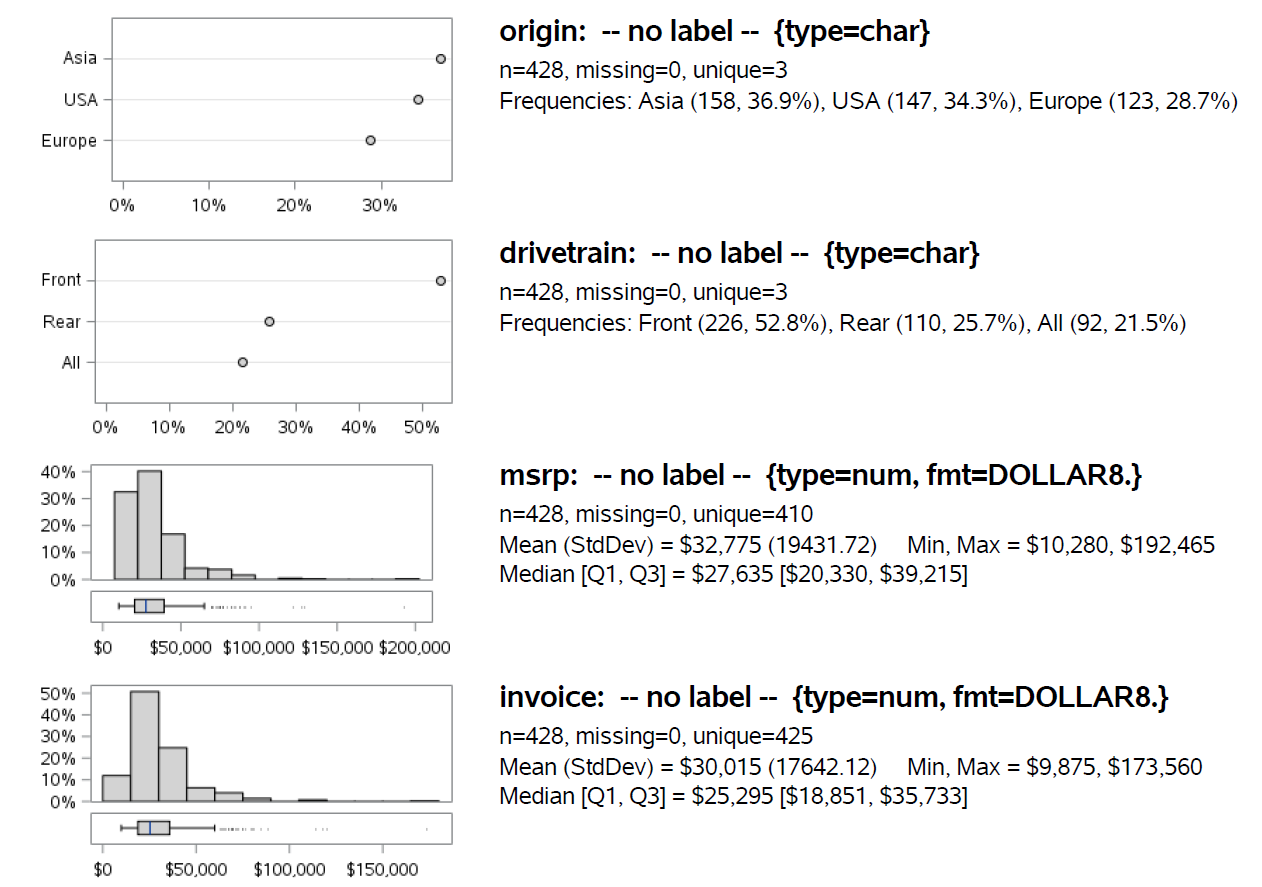 Asia
USA
Europe
0% 10% 20% 30%
origin: -- no label -- {type=char}
n=428, missing=0, unique=3
Frequencies: Asia (158, 36.9%), USA (147, 34.3%), Europe (123, 28.7%)
Front
Rear
All
0% 10% 20% 30% 40% 50%
drivetrain: -- no label -- {type=char}
n=428, missing=0, unique=3
Frequencies: Front (226, 52.8%), Rear (110, 25.7%), All (92, 21.5%)
40%
30%
20%
10%
0%
$0 $50,000 $100,000 $150,000 $200,000
msrp: -- no label -- {type=num, fmt=DOLLAR8.}
n=428, missing=0, unique=410
Mean (StdDev) = $32,775 (19431.72) Min, Max = $10,280, $192,465
Median [Q1, Q3] = $27,635 [$20,330, $39,215]
50%
40%
30%
20%
10%
0%
$0 $50,000 $100,000 $150,000
invoice: -- no label -- {type=num, fmt=DOLLAR8.}
n=428, missing=0, unique=425
Mean (StdDev) = $30,015 (17642.12) Min, Max = $9,875, $173,560
Median [Q1, Q3] = $25,295 [$18,851, $35,733]